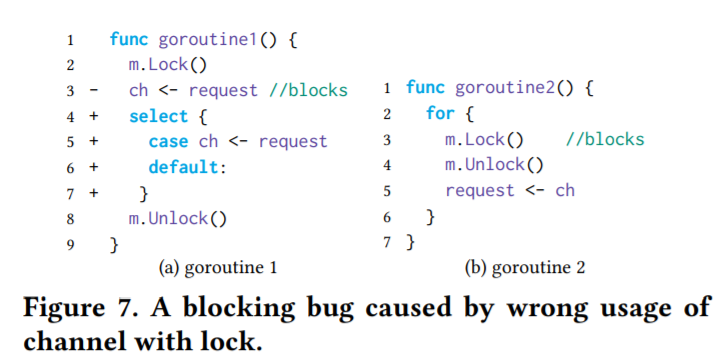 1 func goroutine1() {
2 m.Lock()
3 - ch <- request //blocks
4 + select {
5 + case ch <- request
6 + default:
7 + }
8 m.Unlock()
9 }
(a) goroutine 1
1 func goroutine2() {
2 for {
3 m.Lock() //blocks
4 m.Unlock()
5 request <- ch
6 }
7 }
(b) goroutine 2
Figure 7. A blocking bug caused by wrong usage of
channel with lock.